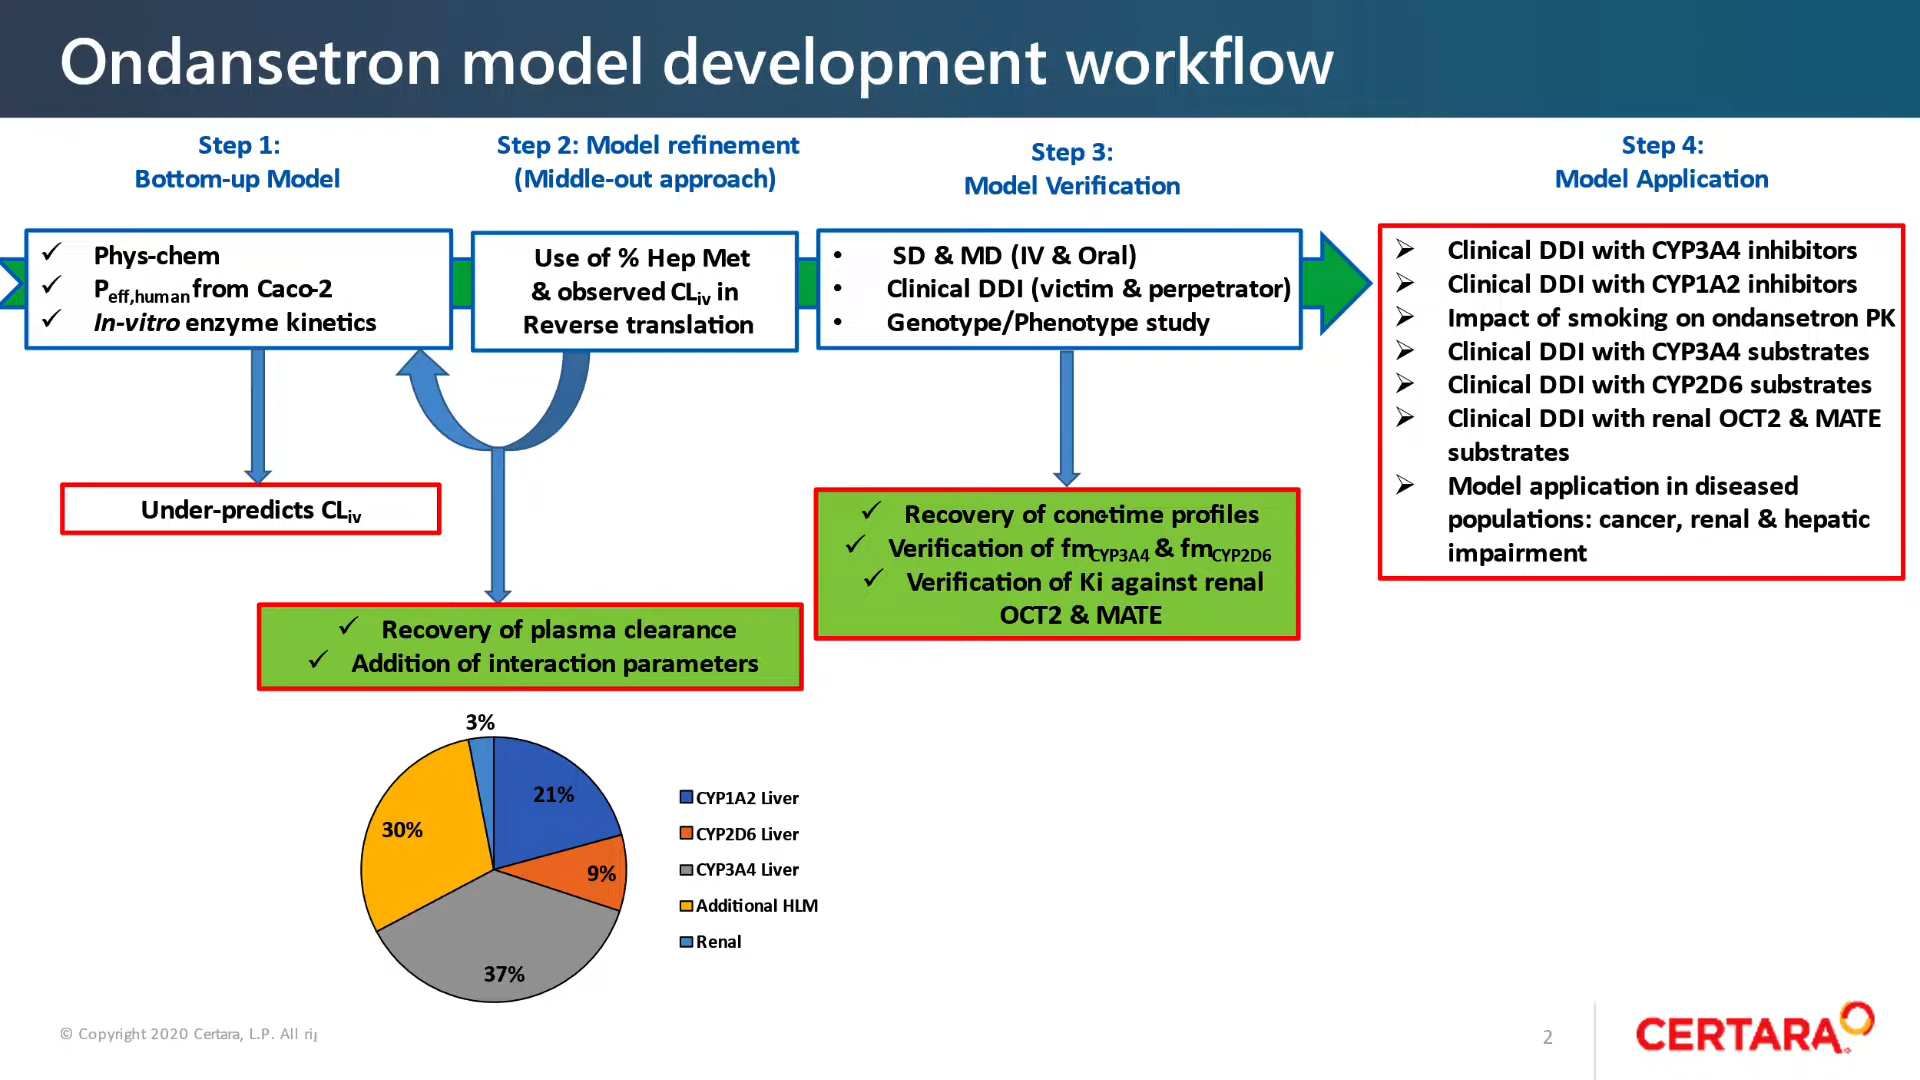 Ondansetron model development workflow
Step 1:
Bottom-up Model
Step 2: Model refinement
(Middle-out approach)
Step 3:
Model Verification
Step 4:
Model Application
✓ Phys-chem
✓ Peff,human from Caco-2
✓ In-vitro enzyme kinetics
Use of % Hep Met
& observed CLiv in
Reverse translation
• SD & MD (IV & Oral)
• Clinical DDI (victim & perpetrator)
• Genotype/Phenotype study
➢ Clinical DDI with CYP3A4 inhibitors
➢ Clinical DDI with CYP1A2 inhibitors
➢ Impact of smoking on ondansetron PK
➢ Clinical DDI with CYP3A4 substrates
➢ Clinical DDI with CYP2D6 substrates
➢ Clinical DDI with renal OCT2 & MATE
substrates
➢ Model application in diseased
populations: cancer, renal & hepatic
impairment
Under-predicts CLiv
✓ Recovery of plasma clearance
✓ Addition of interaction parameters
✓ Recovery of conc-time profiles
✓ Verification of fmCYP3A4 & fmCYP2D6
✓ Verification of Ki against renal
OCT2 & MATE
3%
21%
30%
9%
37%
CYP1A2 Liver
CYP2D6 Liver
CYP3A4 Liver
Additional HLM
Renal
© Copyright 2020 Certara, L.P. All
2
CERTARA